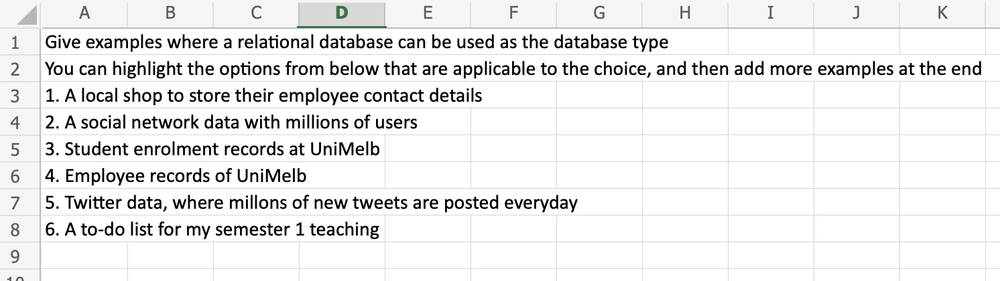 A B C D E F G H I J K
1 Give examples where a relational database can be used as the database type
2 You can highlight the options from below that are applicable to the choice, and then add more examples at the end
3 1. A local shop to store their employee contact details
4 2. A social network data with millions of users
5 3. Student enrolment records at UniMelb
6 4. Employee records of UniMelb
7 5. Twitter data, where millons of new tweets are posted everyday
8 6. A to-do list for my semester 1 teaching
9